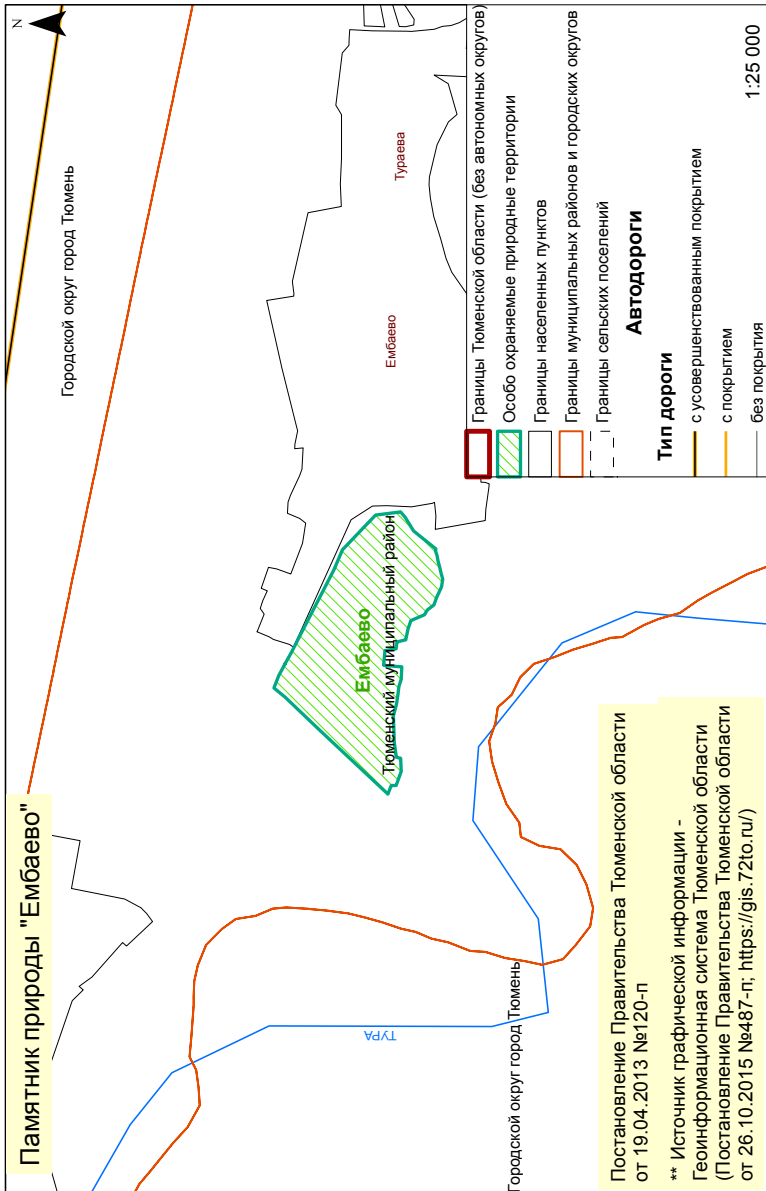 Памятник природы "Ембаево"
N
Городской округ город Тюмень
Тураева
Ембаево
Ембаево
Тюменский муниципальный район
ТУРА
Городской округ город Тюмень
Границы Тюменской области (без автономных округов)
Особо охраняемые природные территории
Границы населенных пунктов
Границы муниципальных районов и городских округов
Границы сельских поселений
Автодороги
Тип дороги
с усовершенствованным покрытием
с покрытием
без покрытия
1:25 000
Постановление Правительства Тюменской области
от 19.04.2013 №120-п
** Источник графической информации -
Геоинформационная система Тюменской области
(Постановление Правительства Тюменской области
от 26.10.2015 №487-п; https://gis.72to.ru/)